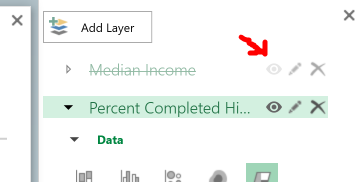 Add Layer
Median Income
Percent Completed Hi...
Data